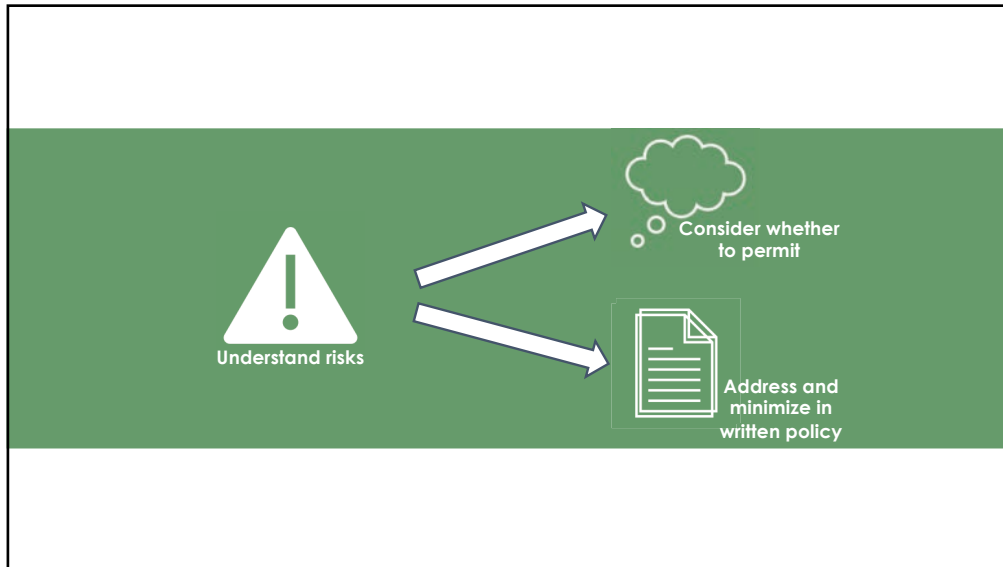 Consider whether
to permit
Understand risks
Address and
minimize in
written policy